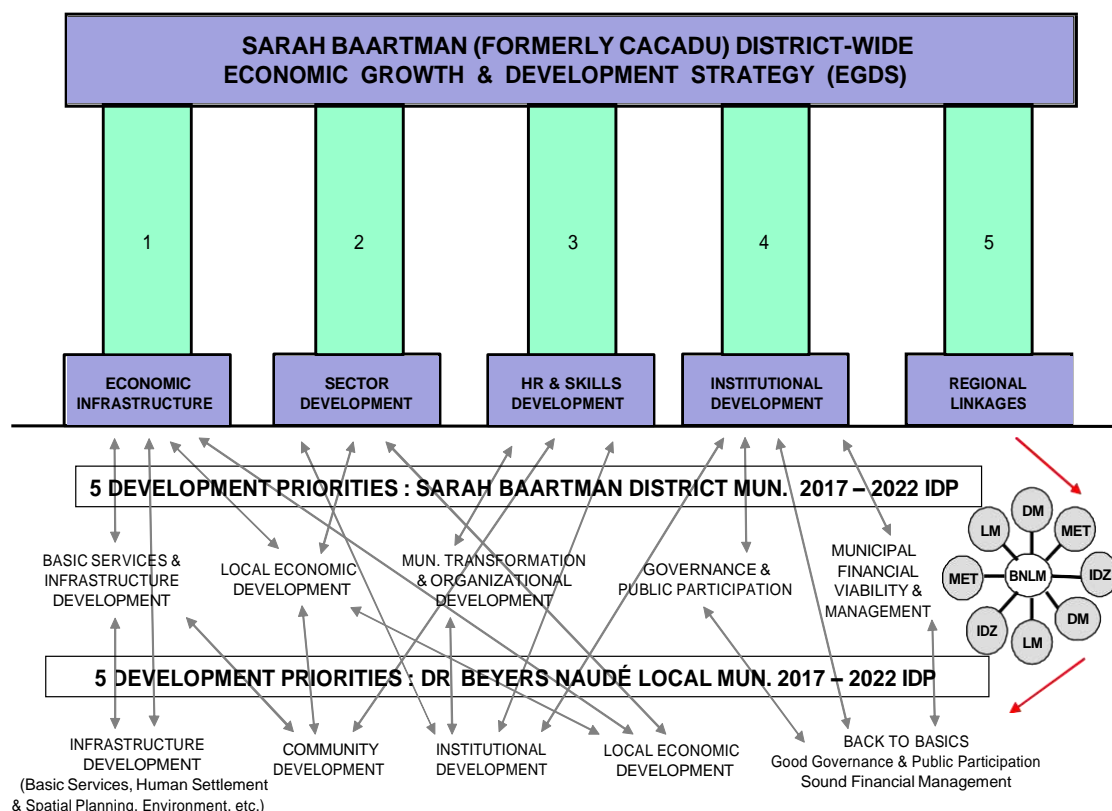 SARAH BAARTMAN (FORMERLY CACADU) DISTRICT-WIDE
ECONOMIC GROWTH & DEVELOPMENT STRATEGY (EGDS)
1
2
3
4
5
ECONOMIC
INFRASTRUCTURE
SECTOR
DEVELOPMENT
HR & SKILLS
DEVELOPMENT
INSTITUTIONAL
DEVELOPMENT
REGIONAL
LINKAGES
5 DEVELOPMENT PRIORITIES : SARAH BAARTMAN DISTRICT MUN. 2017 – 2022 IDP
BASIC SERVICES &
INFRASTRUCTURE
DEVELOPMENT
LOCAL ECONOMIC
DEVELOPMENT
MUN. TRANSFORMATION
& ORGANIZATIONAL
DEVELOPMENT
GOVERNANCE &
PUBLIC PARTICIPATION
MUNICIPAL
FINANCIAL
VIABILITY &
MANAGEMENT
DM
LM
MET
MET
BNLM
IDZ
IDZ
DM
LM
5 DEVELOPMENT PRIORITIES : DR BEYERS NAUDÉ LOCAL MUN. 2017 – 2022 IDP
INFRASTRUCTURE
DEVELOPMENT
(Basic Services, Human Settlement
& Spatial Planning, Environment, etc.)
COMMUNITY
DEVELOPMENT
INSTITUTIONAL
DEVELOPMENT
LOCAL ECONOMIC
DEVELOPMENT
BACK TO BASICS
Good Governance & Public Participation
Sound Financial Management